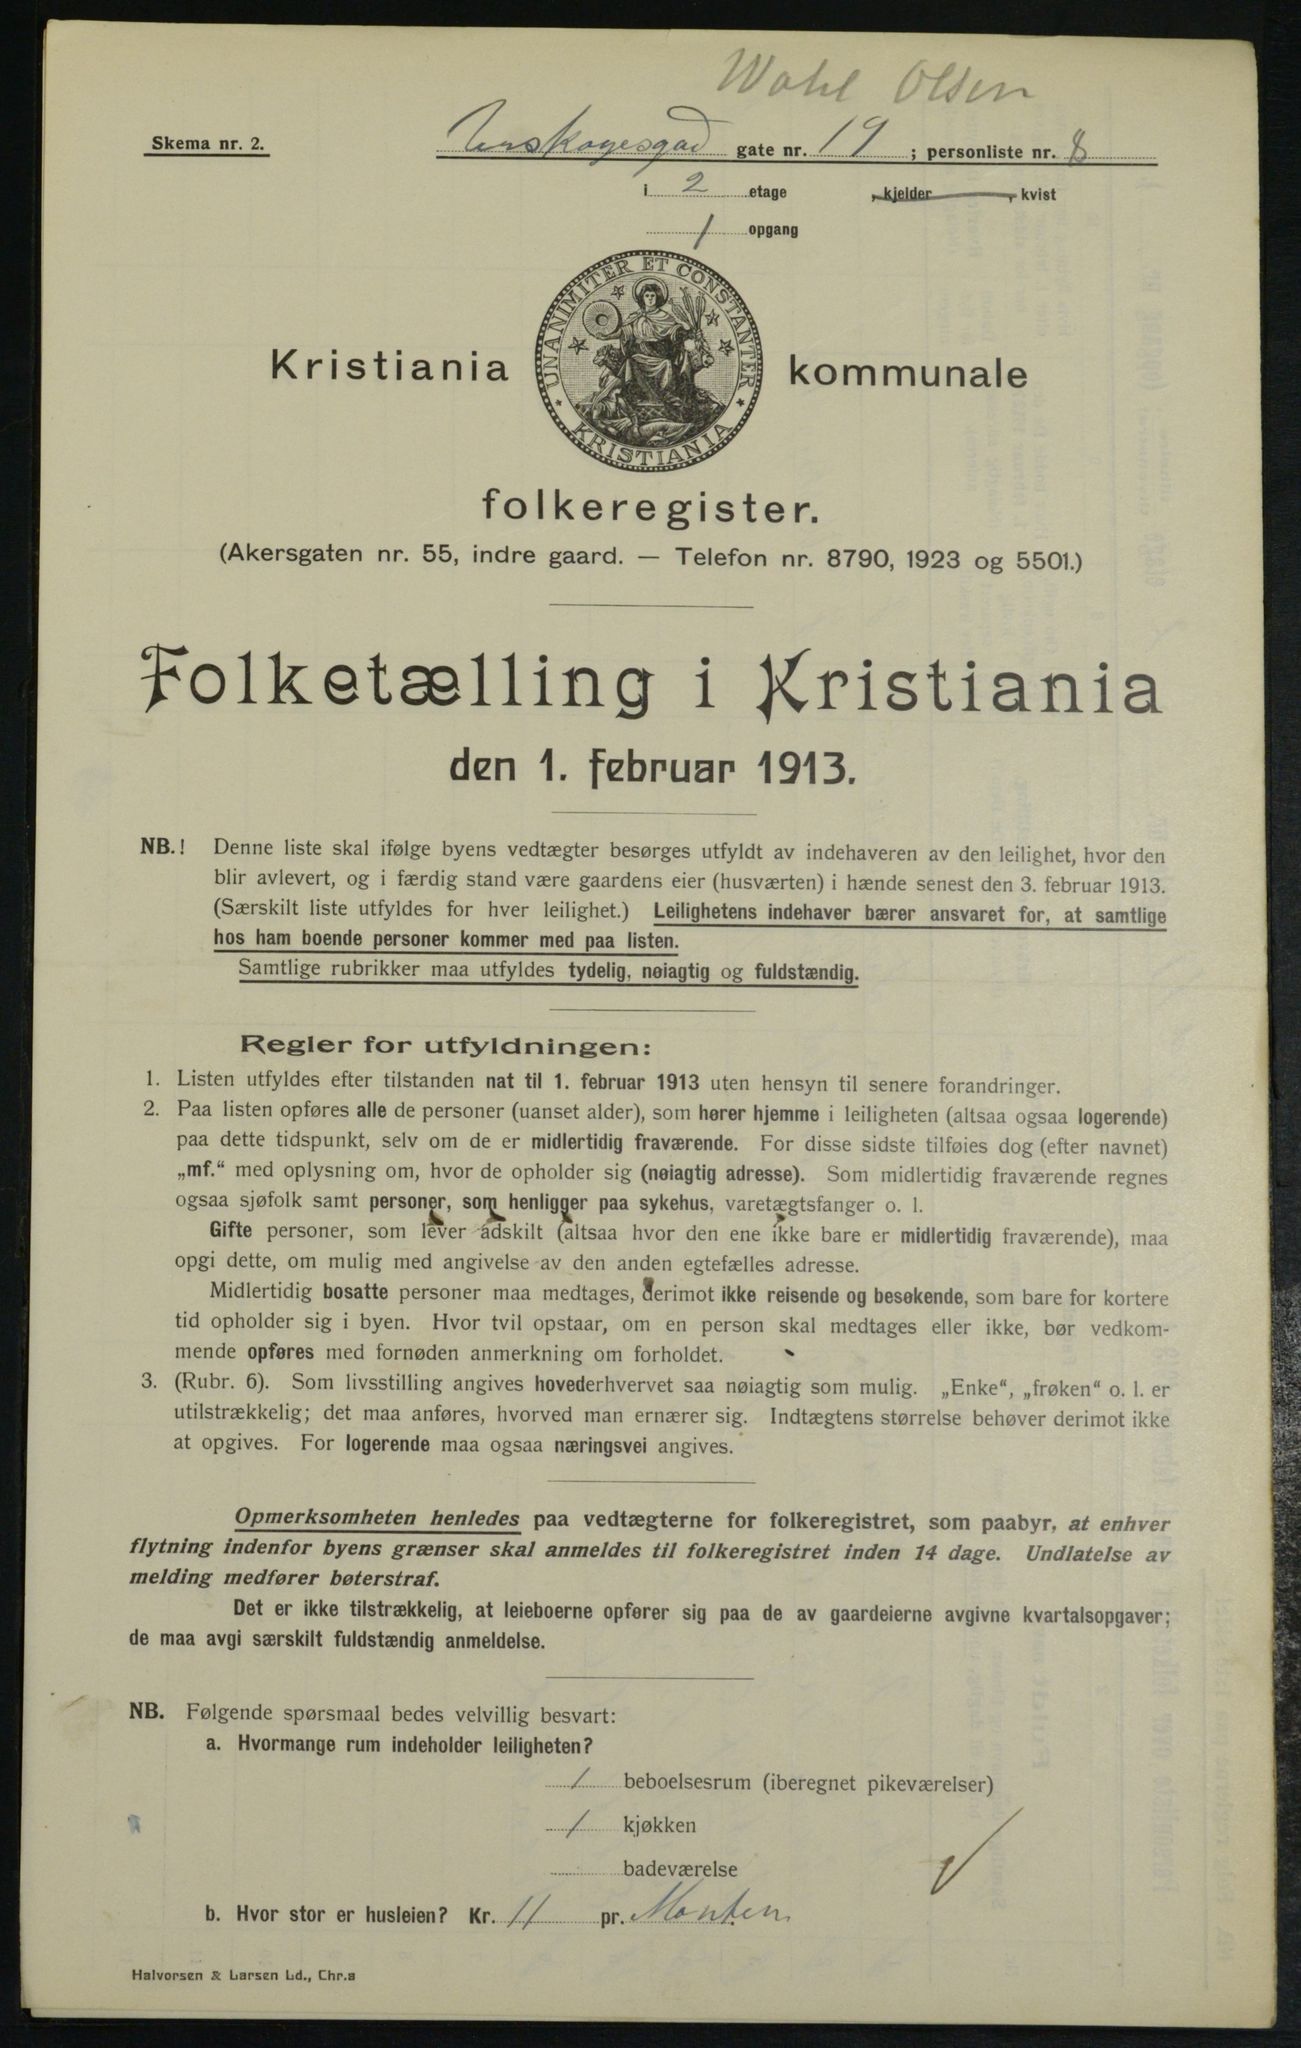 Wahl Olsen
Skema nr. 2.
gate nr. 19 ; personliste nr. 8
i 2 etage , kjelder , kvist
1 opgang
UNANIMITER ET CONSTANTER
KRISTIANIA
Kristiania kommunale
folkeregister.
(Akersgaten nr. 55, indre gaard. — Telefon nr. 8790, 1923 og 5501.)
Folketælling i Kristiania
den 1. februar 1913.
NB.! Denne liste skal ifølge byens vedtægter besørges utfyldt av indehaveren av den leilighet, hvor den
blir avlevert, og i færdig stand være gaardens eier (husværten) i hænde senest den 3. februar 1913.
(Særskilt liste utfyldes for hver leilighet.) Leilighetens indehaver bærer ansvaret for, at samtlige
hos ham boende personer kommer med paa listen.
Samtlige rubrikker maa utfyldes tydelig, nøiagtig og fuldstændig.
Regler for utfyldningen:
1. Listen utfyldes efter tilstanden nat til 1. februar 1913 uten hensyn til senere forandringer.
2. Paa listen opføres alle de personer (uanset alder), som hører hjemme i leiligheten (altsaa ogsaa logerende)
paa dette tidspunkt, selv om de er midlertidig fraværende. For disse sidste tilføies dog (efter navnet)
„mf.“ med oplysning om, hvor de opholder sig (nøiagtig adresse). Som midlertidig fraværende regnes
ogsaa sjøfolk samt personer, som henligger paa sykehus, varetægtsfanger o. l.
Gifte personer, som lever adskilt (altsaa hvor den ene ikke bare er midlertidig fraværende), maa
opgi dette, om mulig med angivelse av den anden egtefælles adresse.
Midlertidig bosatte personer maa medtages, derimot ikke reisende og besøkende, som bare for kortere
tid opholder sig i byen. Hvor tvil opstaar, om en person skal medtages eller ikke, bør vedkom-
mende opføres med fornøden anmerkning om forholdet.
3. (Rubr. 6). Som livsstilling angives hovederhvervet saa nøiagtig som mulig. „Enke“, „frøken“ o. l. er
utilstrækkelig; det maa anføres, hvorved man ernærer sig. Indtægtens størrelse behøver derimot ikke
at opgives. For logerende maa ogsaa næringsvei angives.
Opmerksomheten henledes paa vedtægterne for folkeregistret, som paabyr, at enhver
flytning indenfor byens grænser skal anmeldes til folkeregistret inden 14 dage. Undlatelse av
melding medfører bøterstraf.
Det er ikke tilstrækkelig, at leieboerne opfører sig paa de av gaardeierne avgivne kvartalsopgaver;
de maa avgi særskilt fuldstændig anmeldelse.
NB. Følgende spørsmaal bedes velvillig besvart:
a. Hvormange rum indeholder leiligheten?
1 beboelsesrum (iberegnet pikeværelser)
1 kjøkken
badeværelse
b. Hvor stor er husleien? Kr. 11 pr. Monten
Halvorsen & Larsen Ld., Chr.a